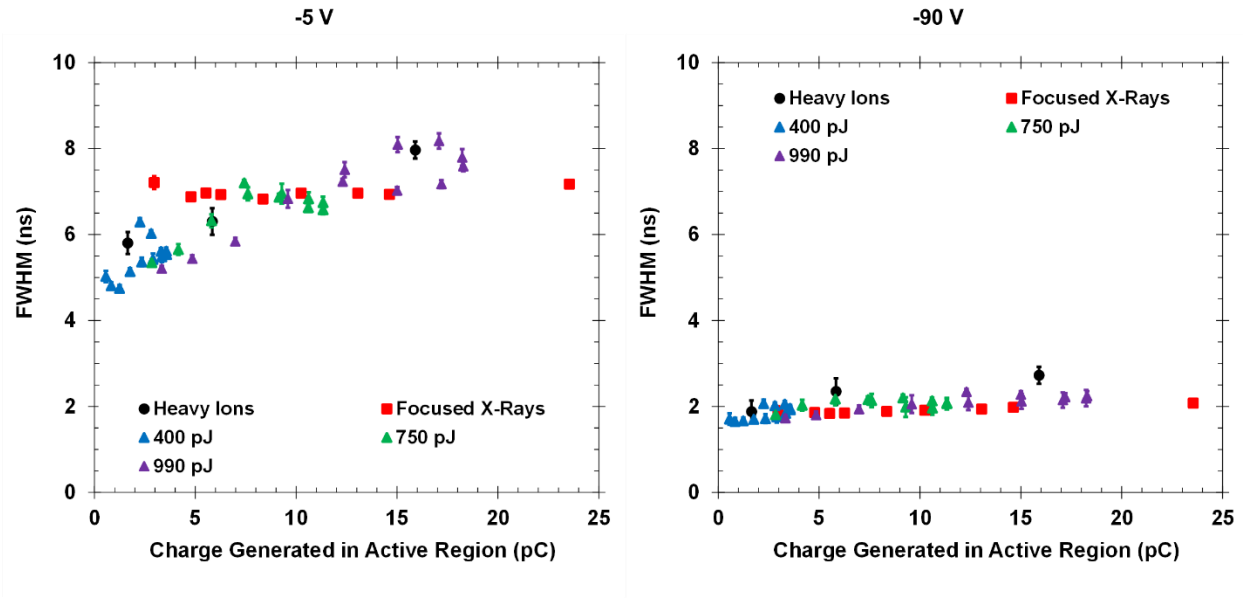 -5 V
10
8
6
4
2
0
FWHM (ns)
Heavy Ions
Focused X-Rays
400 pJ
750 pJ
990 pJ
0 5 10 15 20 25
Charge Generated in Active Region (pC)
-90 V
10
8
6
4
2
0
FWHM (ns)
Heavy Ions
Focused X-Rays
400 pJ
750 pJ
990 pJ
0 5 10 15 20 25
Charge Generated in Active Region (pC)